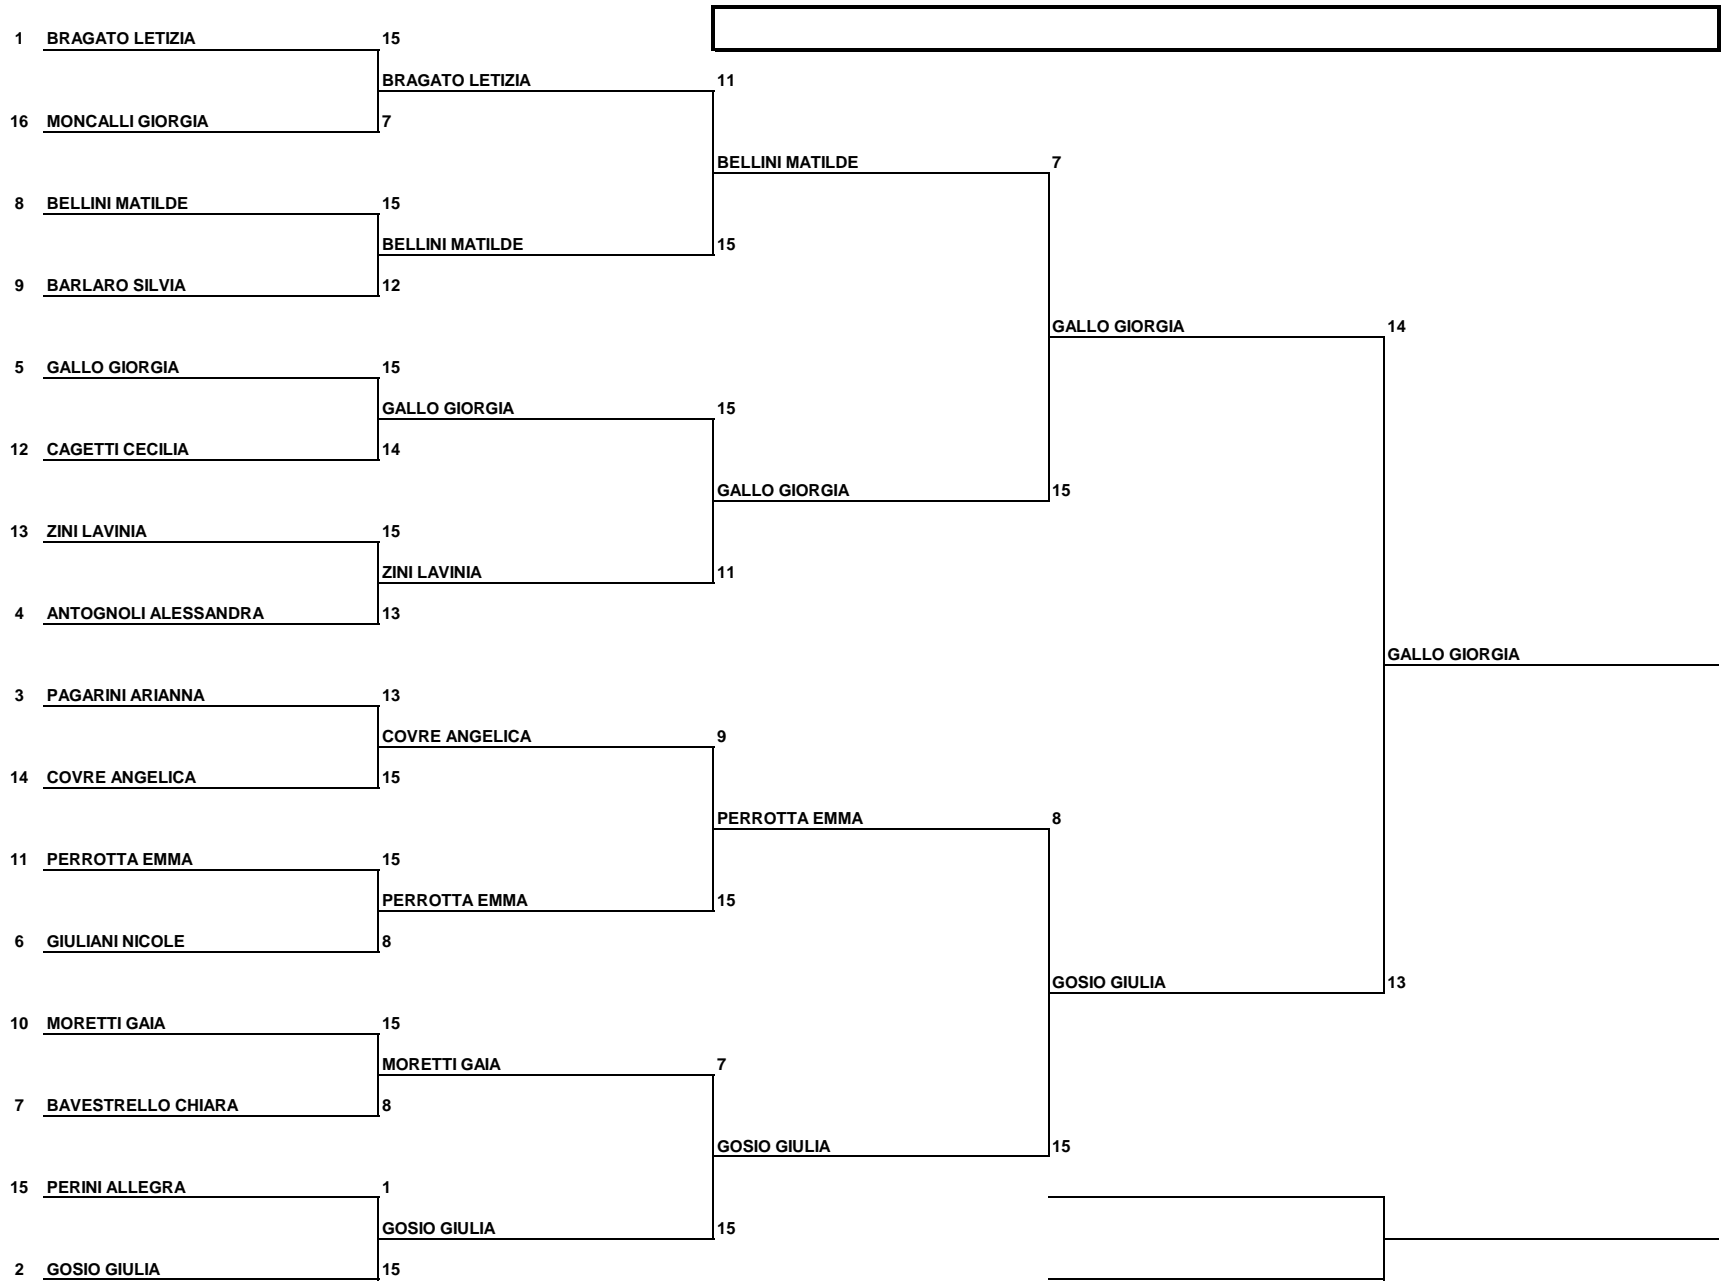 1 BRAGATO LETIZIA 15
BRAGATO LETIZIA 11
16 MONCALLI GIORGIA 7
BELLINI MATILDE 7
8 BELLINI MATILDE 15
BELLINI MATILDE 15
9 BARLARO SILVIA 12
GALLO GIORGIA 14
5 GALLO GIORGIA 15
GALLO GIORGIA 15
12 CAGETTI CECILIA 14
GALLO GIORGIA 15
13 ZINI LAVINIA 15
ZINI LAVINIA 11
4 ANTOGNOLI ALESSANDRA 13
GALLO GIORGIA
3 PAGARINI ARIANNA 13
COVRE ANGELICA 9
14 COVRE ANGELICA 15
PERROTTA EMMA 8
11 PERROTTA EMMA 15
PERROTTA EMMA 15
6 GIULIANI NICOLE 8
GOSIO GIULIA 13
10 MORETTI GAIA 15
MORETTI GAIA 7
7 BAVESTRELLO CHIARA 8
GOSIO GIULIA 15
15 PERINI ALLEGRA 1
GOSIO GIULIA 15
2 GOSIO GIULIA 15